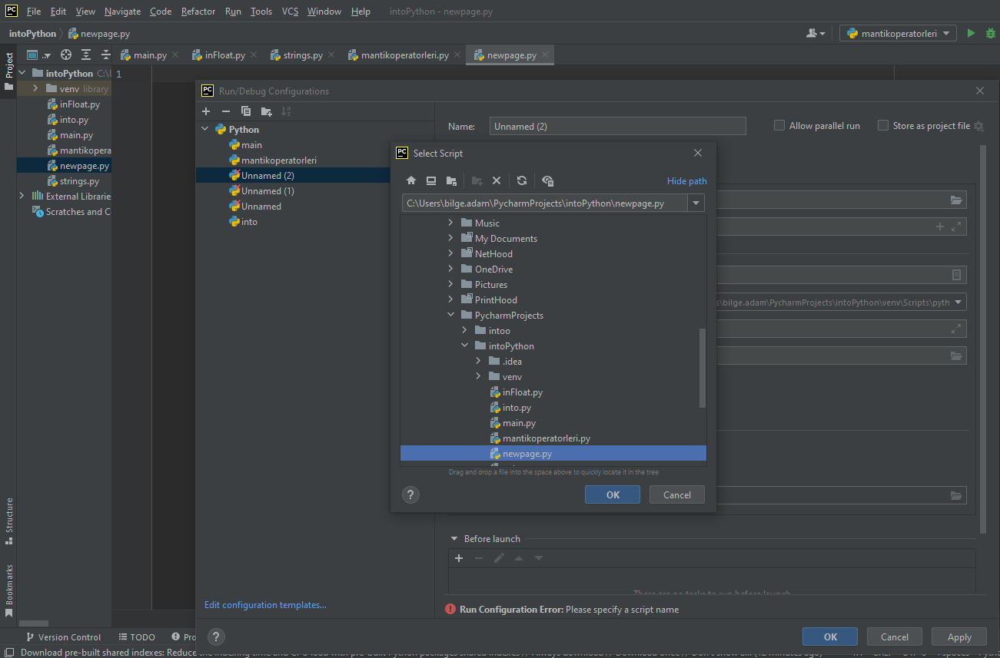 PC File Edit View Navigate Code Refactor Run Tools VCS Window Help intoPython - newpage.py
intoPython newpage.py mantikoperatorleri
Project main.py inFloat.py strings.py mantikoperatorleri.py newpage.py
intoPython C:\ 1
venv library
inFloat.py
into.py
main.py
mantikopera
newpage.py
strings.py
External Librarie
Scratches and C
PC Run/Debug Configurations
Python
main
mantikoperatorleri
Unnamed (2)
Unnamed (1)
Unnamed
into
Name: Unnamed (2) Allow parallel run Store as project file
PC Select Script
Hide path
C:\Users\bilge.adam\PycharmProjects\intoPython\newpage.py
Music
My Documents
NetHood
OneDrive
Pictures
PrintHood
PycharmProjects
intoo
intoPython
.idea
venv
inFloat.py
into.py
main.py
mantikoperatorleri.py
newpage.py
Drag and drop a file into the space above to quickly locate it in the tree
? OK Cancel
s\bilge.adam\PycharmProjects\intoPython\venv\Scripts\pyth
Before launch
There are no tasks to run before launch
Edit configuration templates...
Run Configuration Error: Please specify a script name
? OK Cancel Apply
Structure
Bookmarks
Version Control TODO Pro
Download pre-built shared indexes: Reduce the indexing time and CPU load with pre-built Python packages shared indexes // Always download // Download once // Don't show again (12 minutes ago)